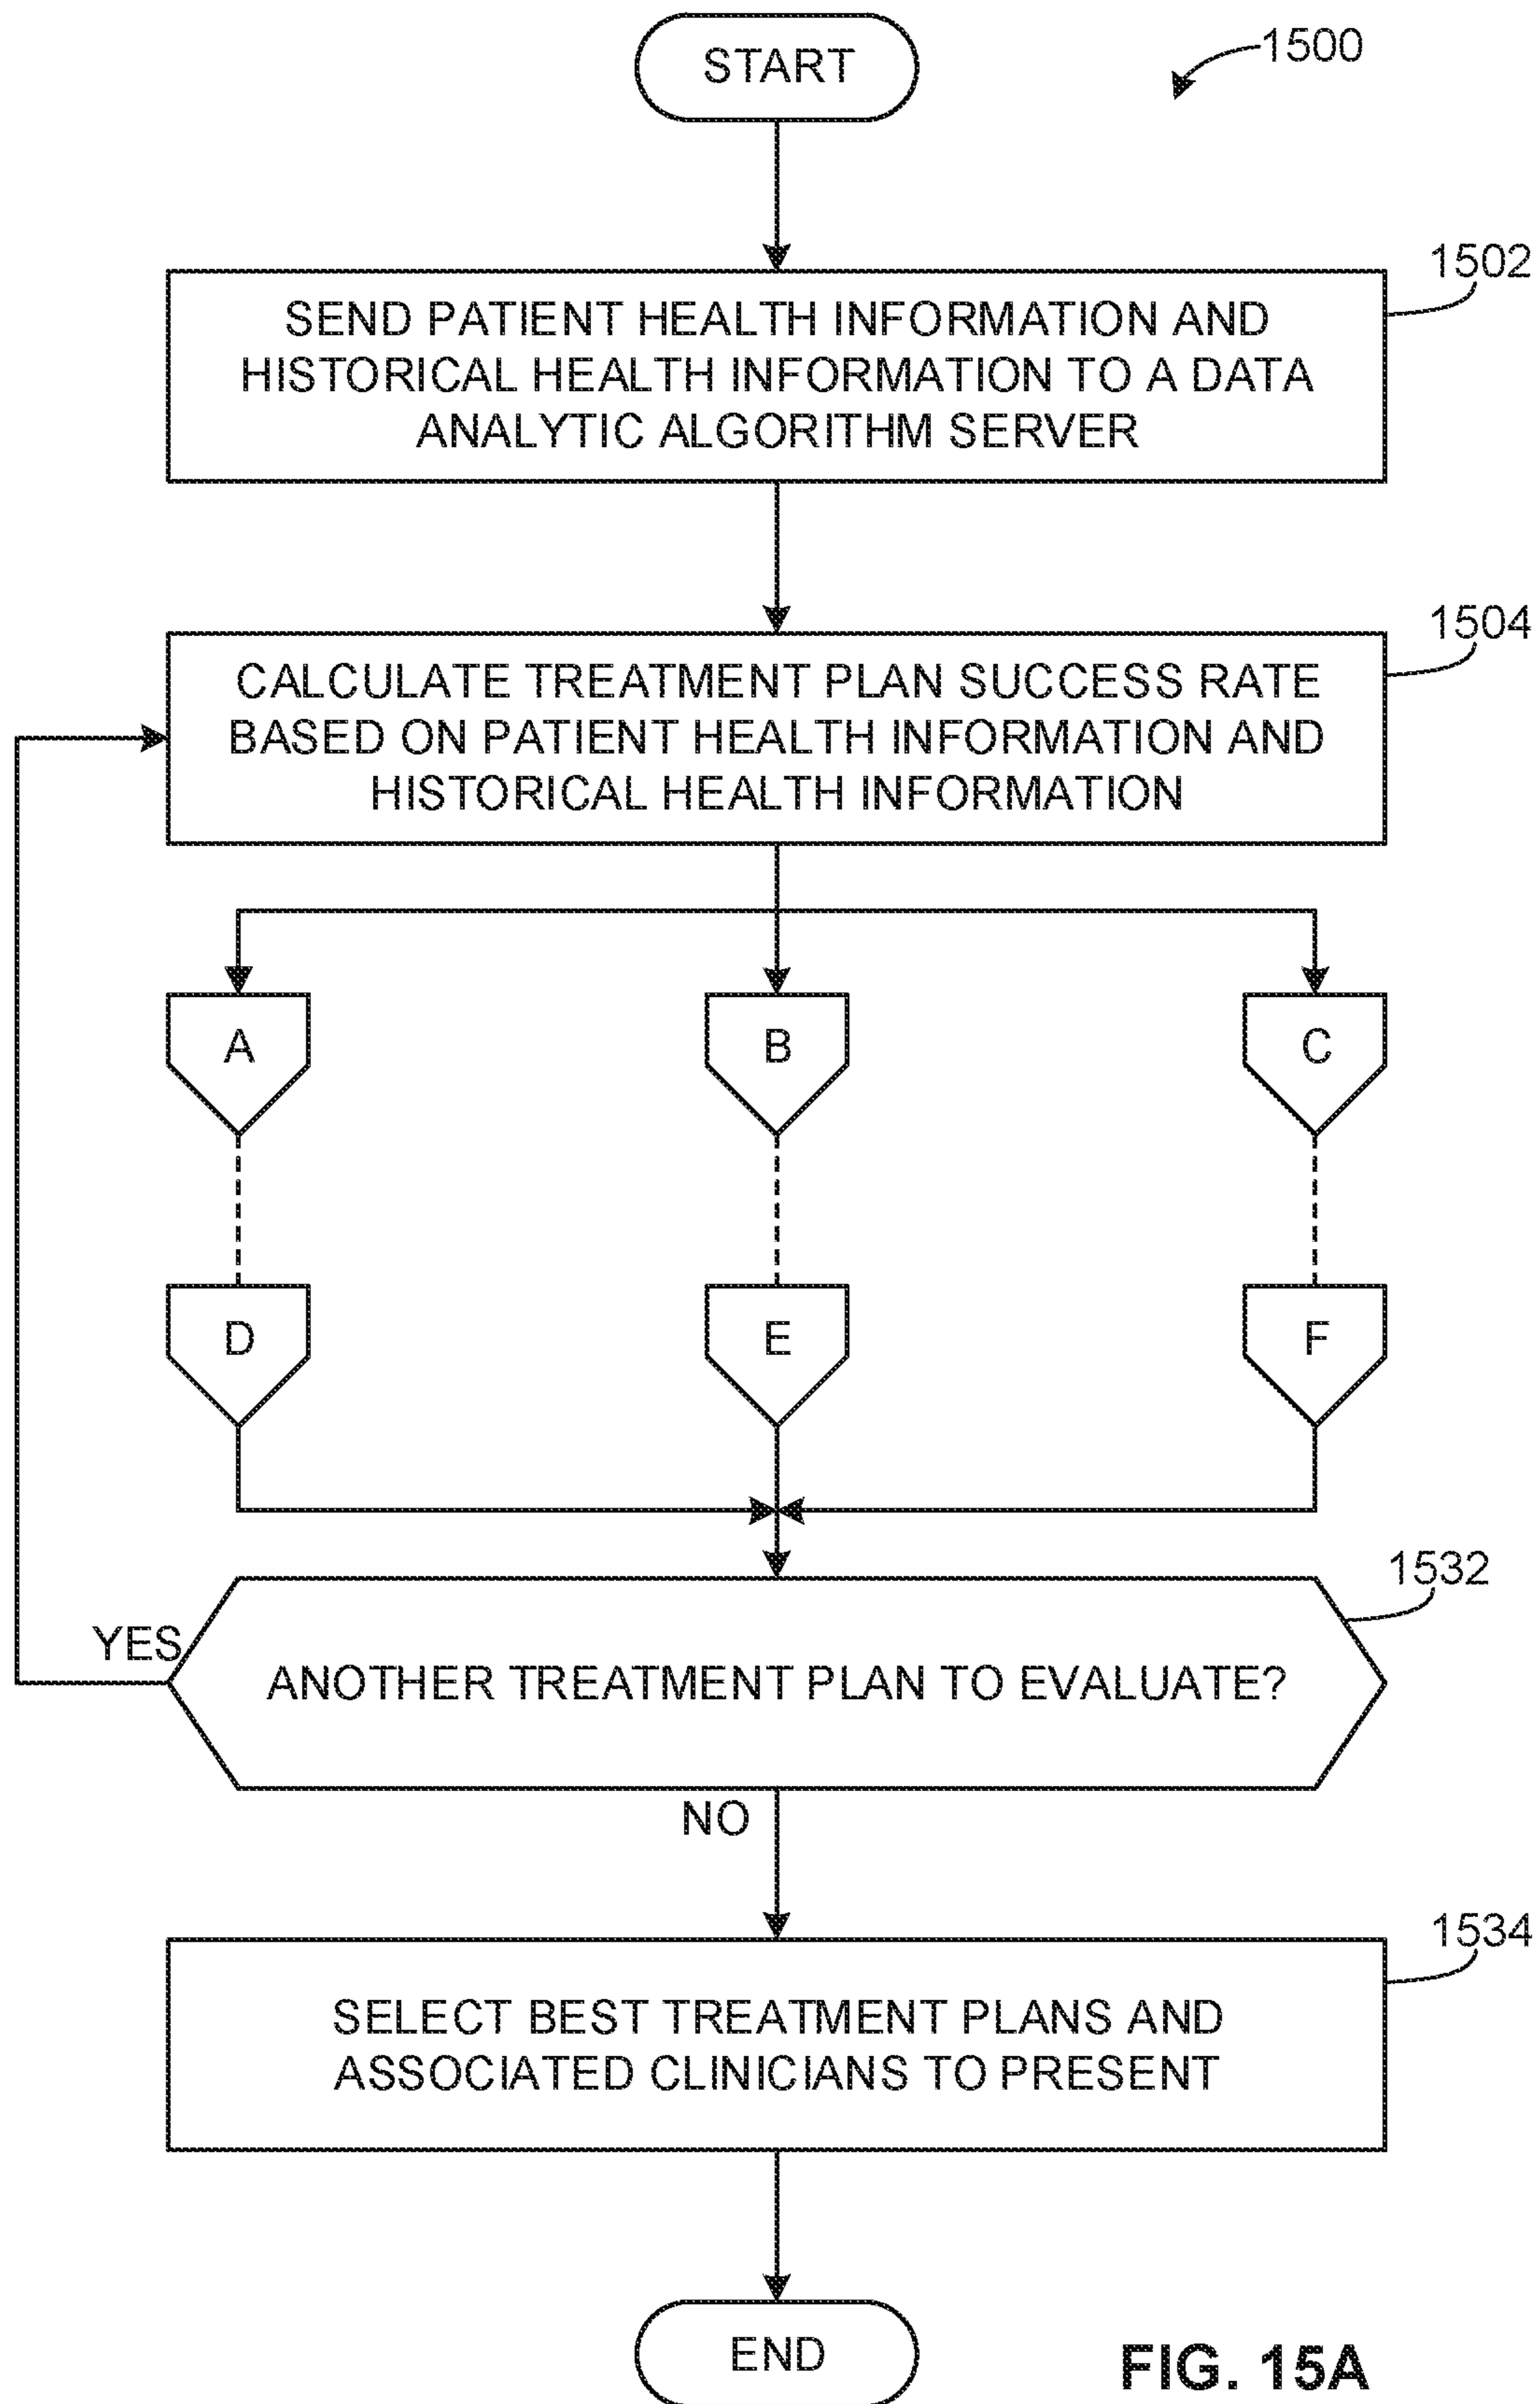 START
1500
1502
SEND PATIENT HEALTH INFORMATION AND
HISTORICAL HEALTH INFORMATION TO A DATA
ANALYTIC ALGORITHM SERVER
1504
CALCULATE TREATMENT PLAN SUCCESS RATE
BASED ON PATIENT HEALTH INFORMATION AND
HISTORICAL HEALTH INFORMATION
A
B
C
D
E
F
1532
YES
ANOTHER TREATMENT PLAN TO EVALUATE?
NO
1534
SELECT BEST TREATMENT PLANS AND
ASSOCIATED CLINICIANS TO PRESENT
END
FIG. 15A